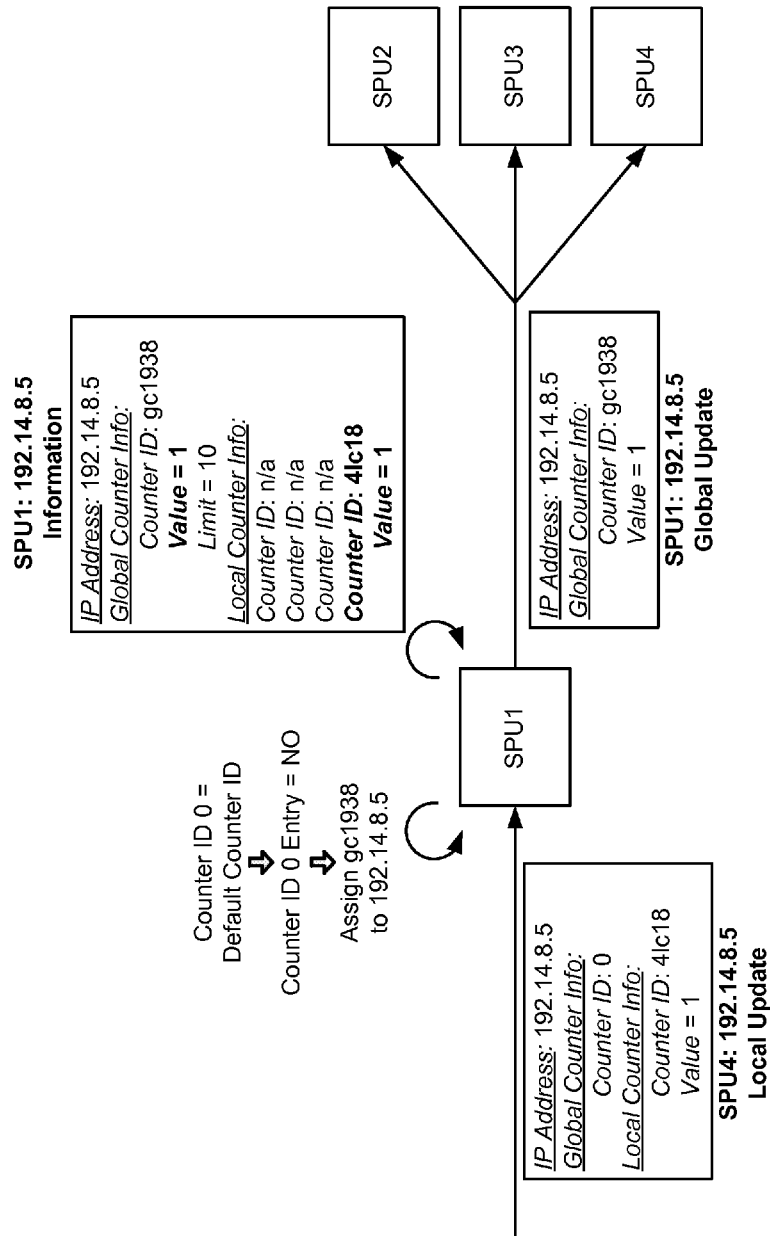 Counter ID 0 =
Default Counter ID
Counter ID 0 Entry = NO
Assign gc1938
to 192.14.8.5
SPU4: 192.14.8.5
Local Update
IP Address: 192.14.8.5
Global Counter Info:
Counter ID: 0
Local Counter Info:
Counter ID: 4lc18
Value = 1
SPU1
SPU1: 192.14.8.5
Information
IP Address: 192.14.8.5
Global Counter Info:
Counter ID: gc1938
Value = 1
Limit = 10
Local Counter Info:
Counter ID: n/a
Counter ID: n/a
Counter ID: n/a
Counter ID: 4lc18
Value = 1
IP Address: 192.14.8.5
Global Counter Info:
Counter ID: gc1938
Value = 1
SPU1: 192.14.8.5
Global Update
SPU2
SPU3
SPU4